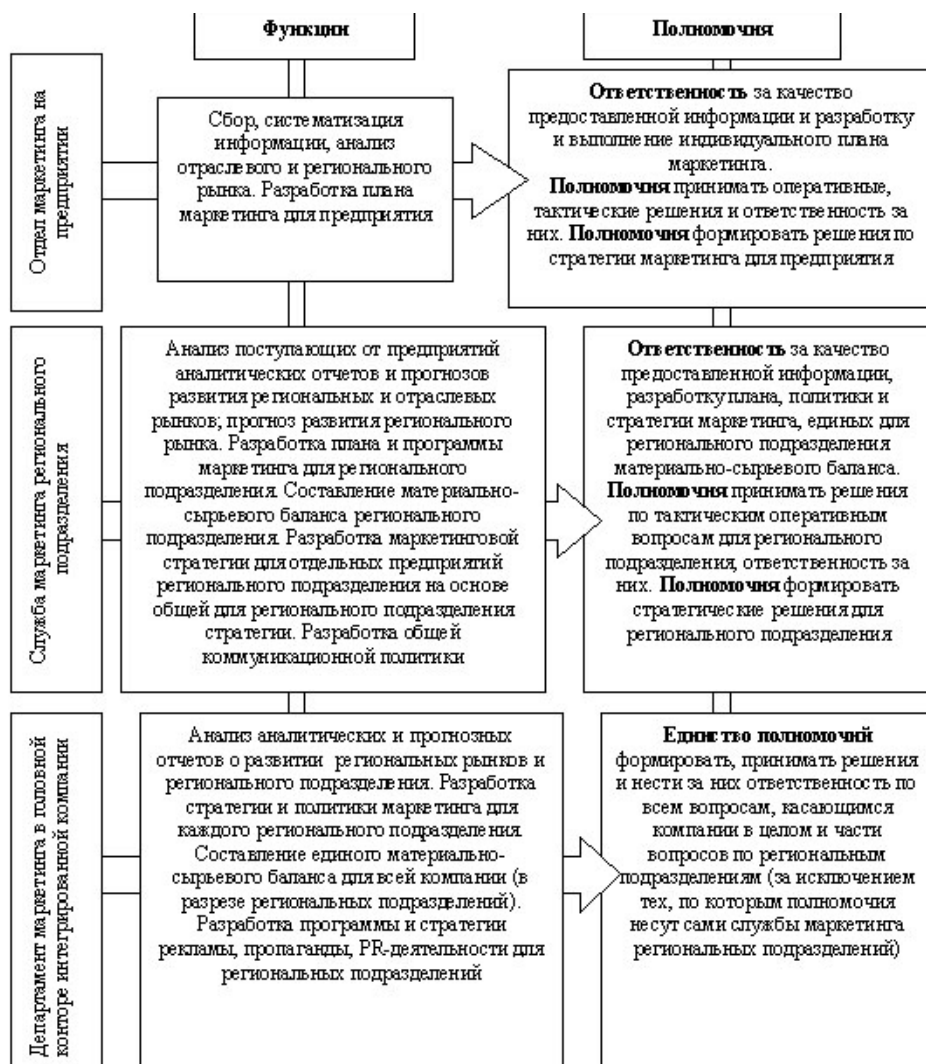 Функции
Полномочия
Отдел маркетинга на
предприятии
Сбор, систематизация
информации, анализ
отраслевого и регионального
рынка. Разработка плана
маркетинга для предприятия
Ответственность за качество
предоставленной информации и разработку
и выполнение индивидуального плана
маркетинга.
Полномочия принимать оперативные,
тактические решения и ответственность за
них. Полномочия формировать решения по
стратегии маркетинга для предприятия
Служба маркетинга регионального
подразделения
Анализ поступающих от предприятий
аналитических отчетов и прогнозов
развития региональных и отраслевых
рынков; прогноз развития регионального
рынка. Разработка плана и программы
маркетинга для регионального
подразделения. Составление материально-
сырьевого баланса регионального
подразделения. Разработка маркетинговой
стратегии для отдельных предприятий
регионального подразделения на основе
общей для регионального подразделения
стратегии. Разработка общей
коммуникационной политики
Ответственность за качество
предоставленной информации,
разработку плана, политики и
стратегии маркетинга, единых для
регионального подразделения
материально-сырьевого баланса.
Полномочия принимать решения
по тактическим оперативным
вопросам для регионального
подразделения, ответственность за
них. Полномочия формировать
стратегические решения для
регионального подразделения
Департамент маркетинга в головной
конторе интегрированной компании
Анализ аналитических и прогнозных
отчетов о развитии региональных рынков и
регионального подразделения. Разработка
стратегии и политики маркетинга для
каждого регионального подразделения.
Составление единого материально-
сырьевого баланса для всей компании (в
разрезе региональных подразделений).
Разработка программы и стратегии
рекламы, пропаганды, PR-деятельности для
региональных подразделений
Единство полномочий
формировать, принимать решения
и нести за них ответственность по
всем вопросам, касающимся
компании в целом и части
вопросов по региональным
подразделениям (за исключением
тех, по которым полномочия
несут сами службы маркетинга
региональных подразделений)